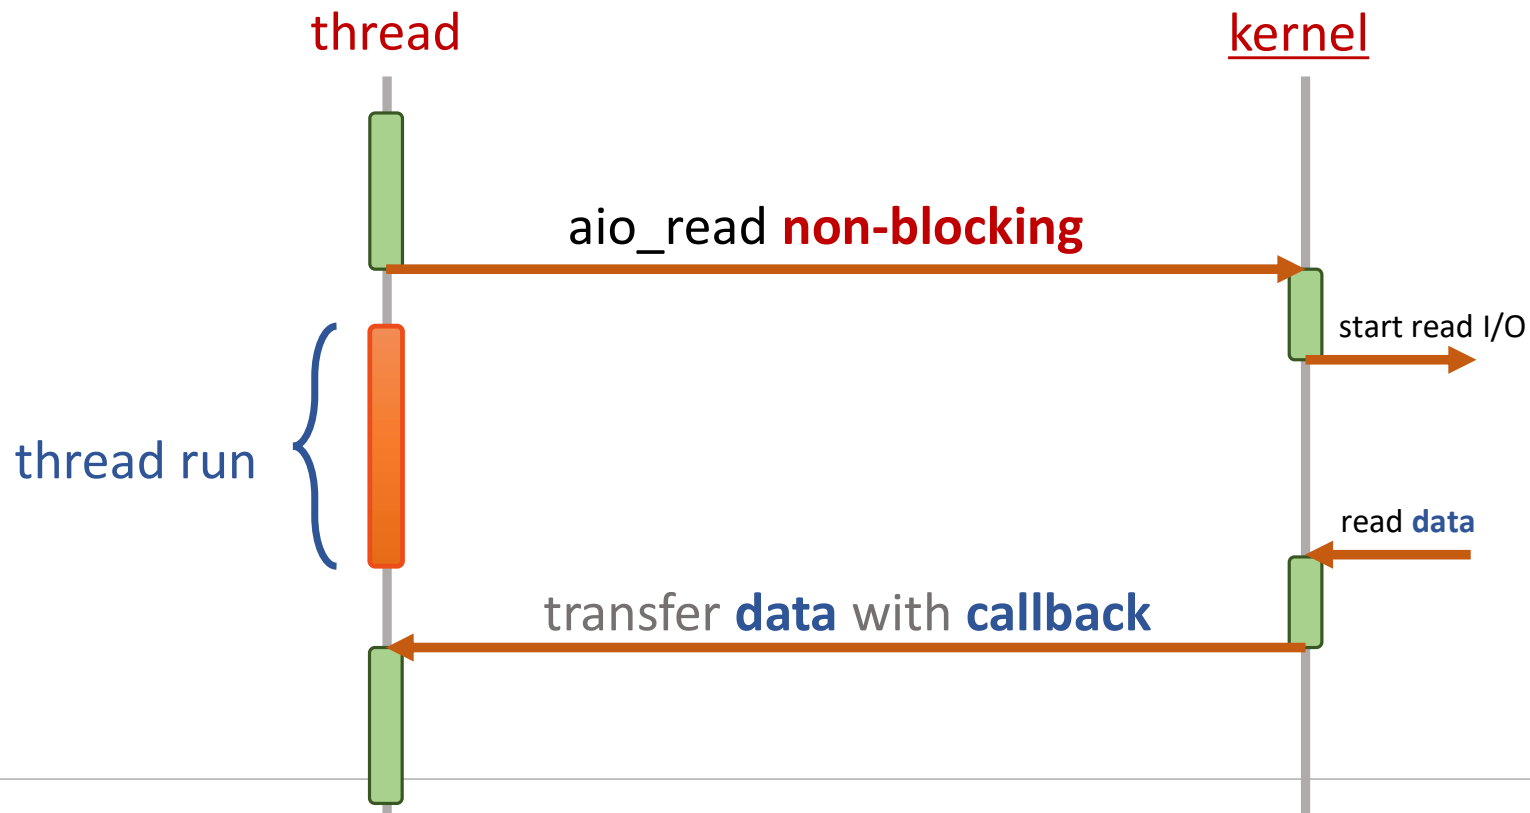 thread
kernel
aio_read non-blocking
start read I/O
thread run
read data
transfer data with callback